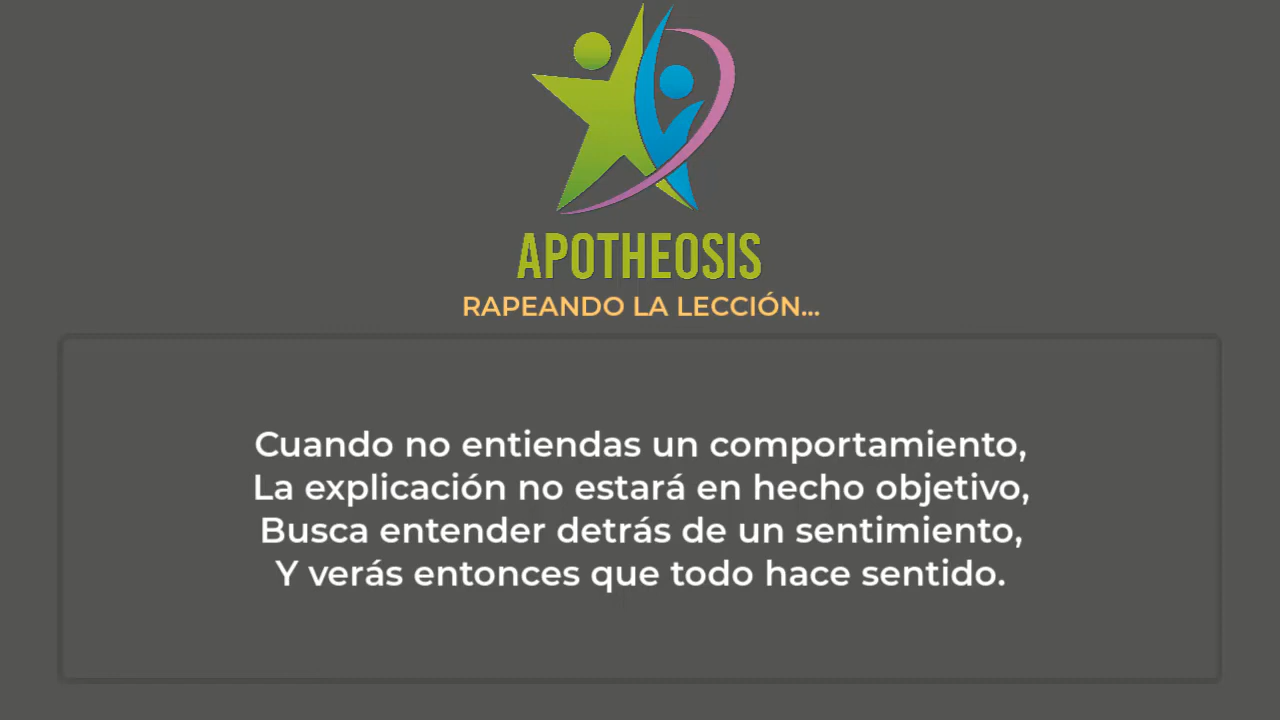 APOTHEOSIS
RAPEANDO LA LECCIÓN...
Cuando no entiendas un comportamiento,
La explicación no estará en hecho objetivo,
Busca entender detrás de un sentimiento,
Y verás entonces que todo hace sentido.